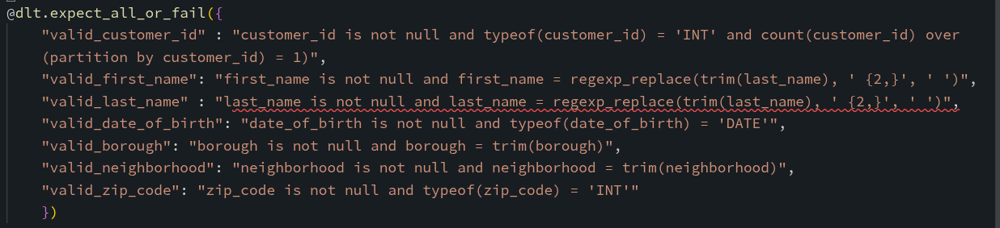 @dlt.expect_all_or_fail({
"valid_customer_id" : "customer_id is not null and typeof(customer_id) = 'INT' and count(customer_id) over
(partition by customer_id) = 1)",
"valid_first_name": "first_name is not null and first_name = regexp_replace(trim(last_name), ' {2,}', ' ')",
"valid_last_name" : "last_name is not null and last_name = regexp_replace(trim(last_name), ' {2,}', ' ')",
"valid_date_of_birth": "date_of_birth is not null and typeof(date_of_birth) = 'DATE'",
"valid_borough": "borough is not null and borough = trim(borough)",
"valid_neighborhood": "neighborhood is not null and neighborhood = trim(neighborhood)",
"valid_zip_code": "zip_code is not null and typeof(zip_code) = 'INT'"
})